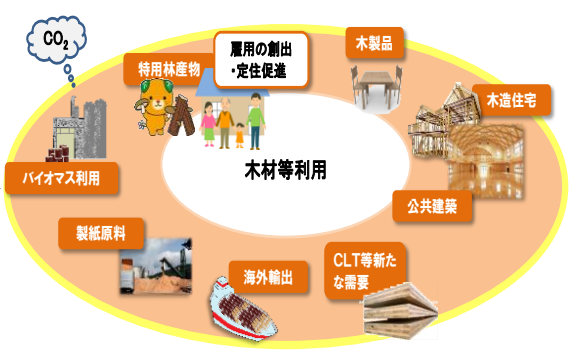 CO2
特用林産物
雇用の創出
・定住促進
木製品
木造住宅
バイオマス利用
木材等利用
公共建築
製紙原料
海外輸出
CLT等新た
な需要